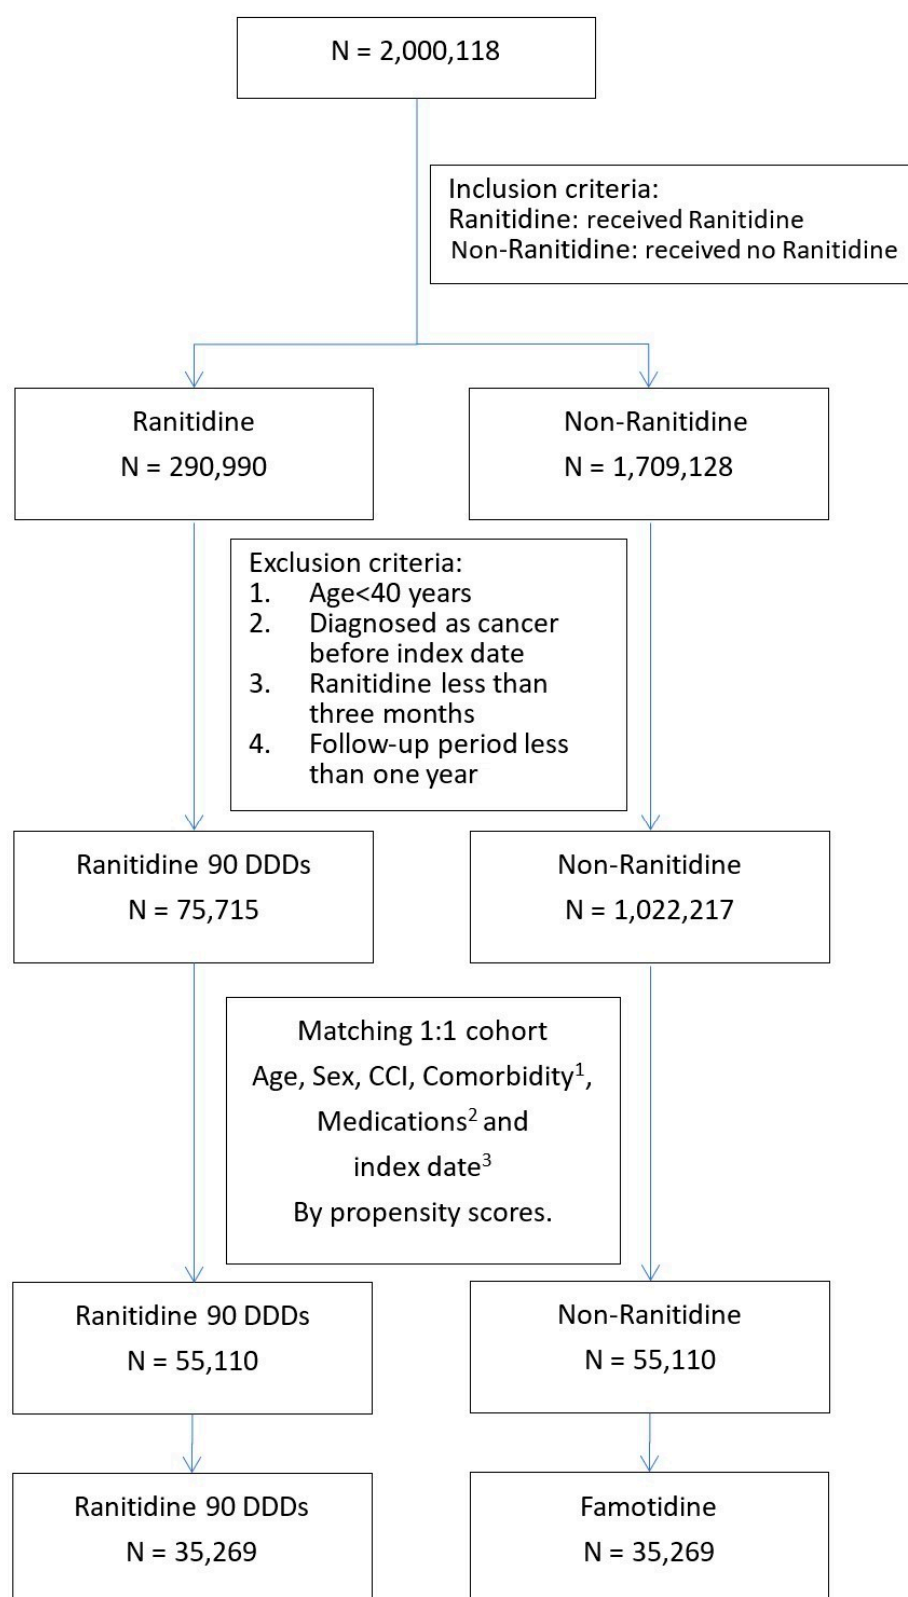 N = 2,000,118
Inclusion criteria:
Ranitidine: received Ranitidine
Non-Ranitidine: received no Ranitidine
Ranitidine
N = 290,990
Non-Ranitidine
N = 1,709,128
Exclusion criteria:
1. Age<40 years
2. Diagnosed as cancer
before index date
3. Ranitidine less than
three months
4. Follow-up period less
than one year
Ranitidine 90 DDDs
N = 75,715
Non-Ranitidine
N = 1,022,217
Matching 1:1 cohort
Age, Sex, CCI, Comorbidity¹,
Medications² and
index date³
By propensity scores.
Ranitidine 90 DDDs
N = 55,110
Non-Ranitidine
N = 55,110
Ranitidine 90 DDDs
N = 35,269
Famotidine
N = 35,269